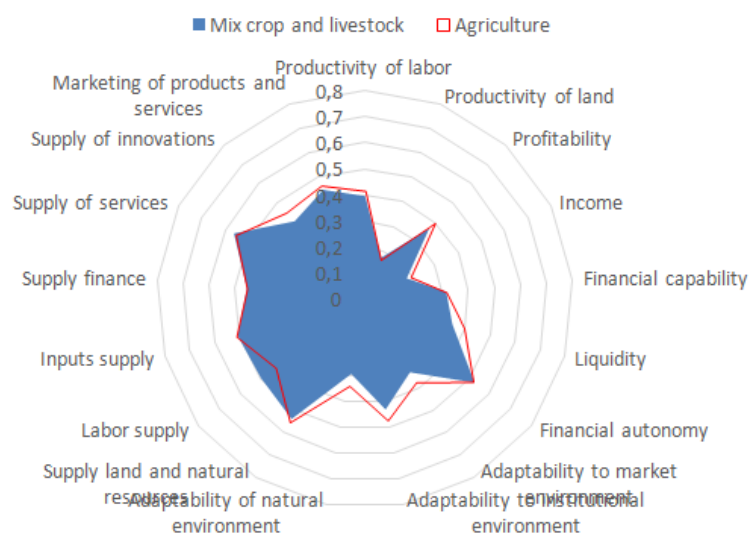 Mix crop and livestock
Agriculture
Productivity of labor
Productivity of land
Profitability
Income
Financial capability
Liquidity
Financial autonomy
Adaptability to market
environment
Adaptability to institutional
environment
Adaptability of natural
environment
Supply land and natural
resources
Labor supply
Inputs supply
Supply finance
Supply of services
Supply of innovations
Marketing of products and
services
0,8
0,7
0,6
0,5
0,4
0,3
0,2
0,1
0